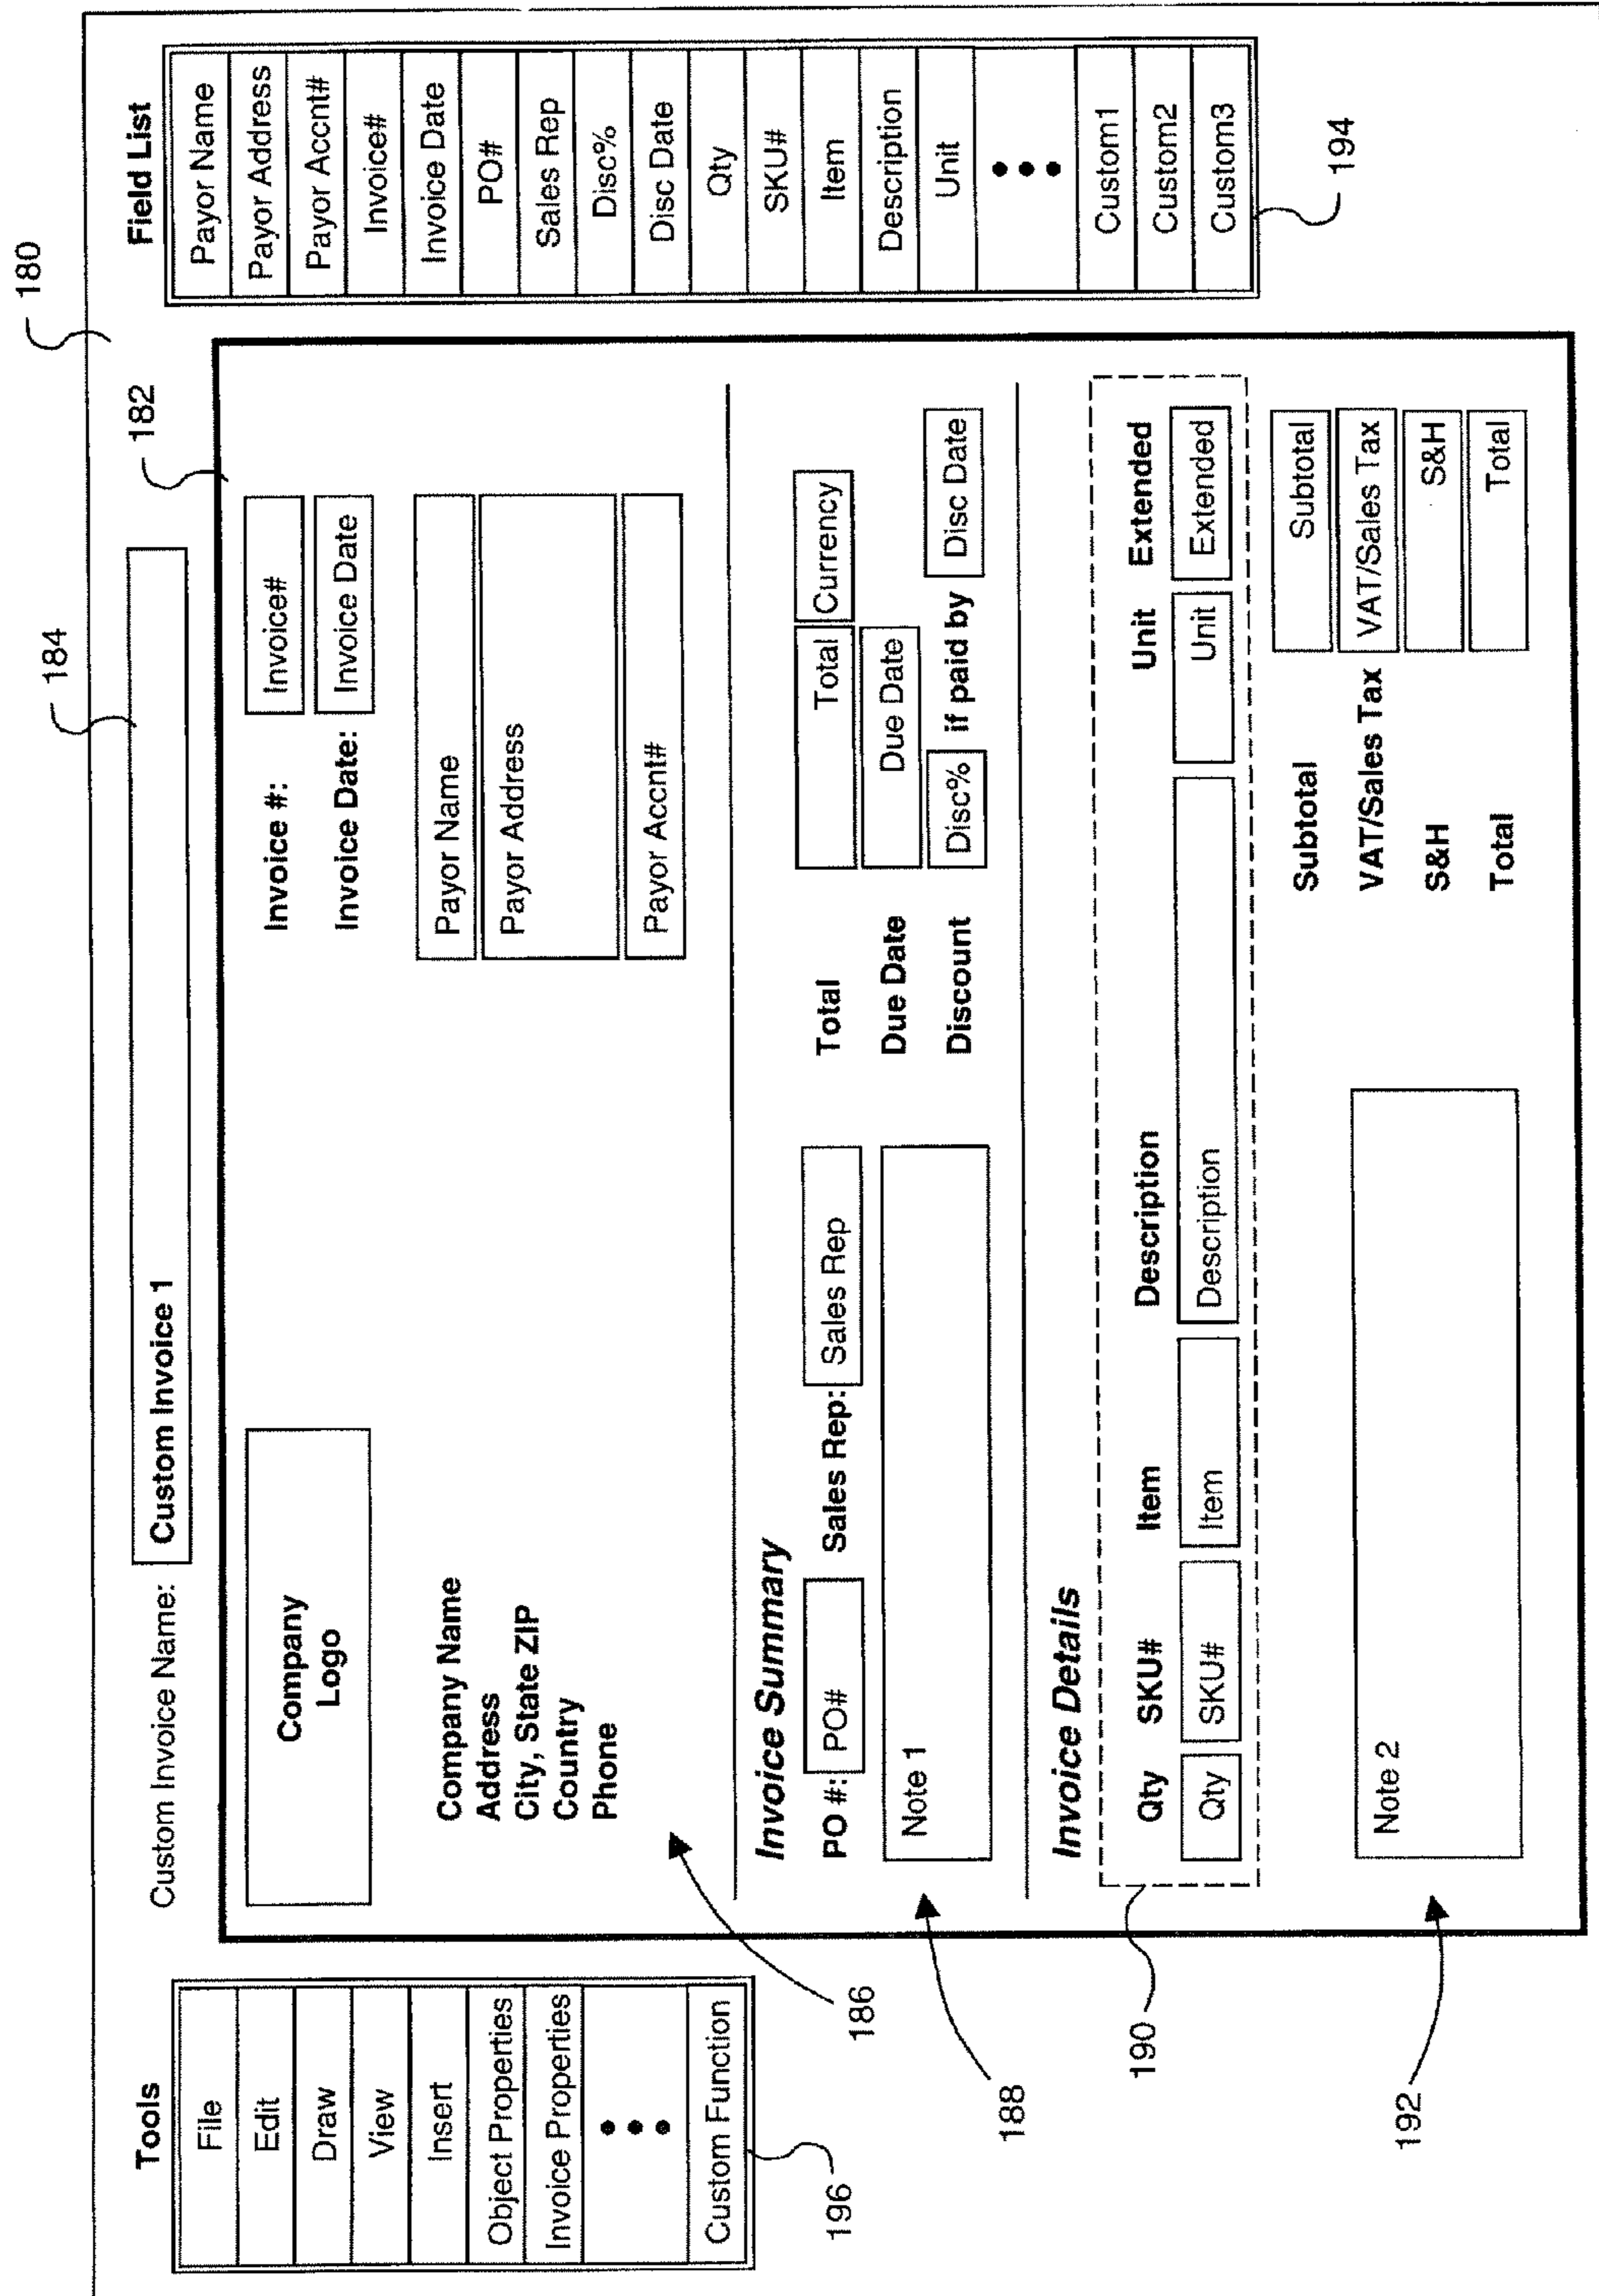 180
184
182
Tools
File
Edit
Draw
View
Insert
Object Properties
Invoice Properties
Custom Function
196
Custom Invoice Name: Custom Invoice 1
Company
Logo
Invoice #: Invoice#
Invoice Date: Invoice Date
Company Name
Address
City, State ZIP
Country
Phone
Payor Name
Payor Address
Payor Accnt#
186
Invoice Summary
PO #: PO# Sales Rep: Sales Rep
Total Total Currency
Due Date Due Date
Discount Disc% if paid by Disc Date
Note 1
188
Invoice Details
Qty SKU# Item Description Unit Extended
Qty SKU# Item Description Unit Extended
190
Note 2
Subtotal Subtotal
VAT/Sales Tax VAT/Sales Tax
S&H S&H
Total Total
192
Field List
Payor Name
Payor Address
Payor Accnt#
Invoice#
Invoice Date
PO#
Sales Rep
Disc%
Disc Date
Qty
SKU#
Item
Description
Unit
Custom1
Custom2
Custom3
194